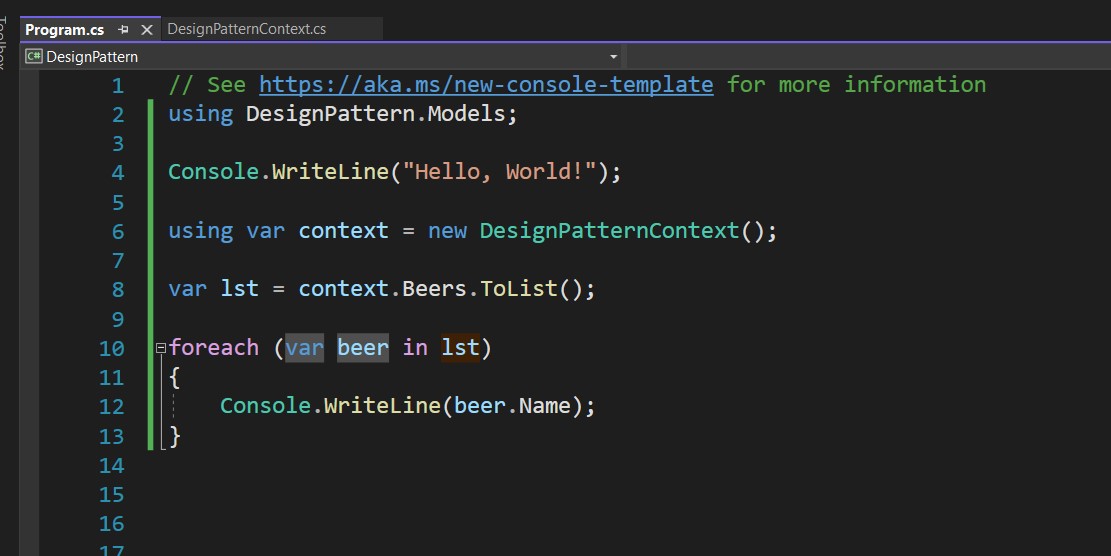 Toolbox
Program.cs
DesignPatternContext.cs
C# DesignPattern
1 // See https://aka.ms/new-console-template for more information
2 using DesignPattern.Models;
3
4 Console.WriteLine("Hello, World!");
5
6 using var context = new DesignPatternContext();
7
8 var lst = context.Beers.ToList();
9
10 foreach (var beer in lst)
11 {
12 Console.WriteLine(beer.Name);
13 }
14
15
16
17